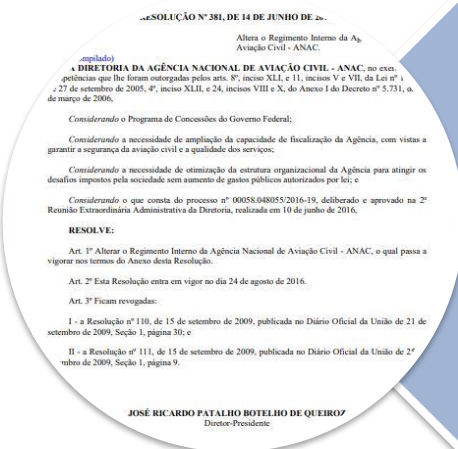 RESOLUÇÃO Nº 381, DE 14 DE JUNHO DE
Altera o Regimento Interno da
Aviação Civil - ANAC.
A DIRETORIA DA AGÊNCIA NACIONAL DE AVIAÇÃO CIVIL - ANAC, no
que lhe foram outorgadas pelos arts. 8º, inciso XLI, e 11, incisos V e VII, da Lei nº
27 de setembro de 2005, 4º, inciso XLII, e 24, incisos VIII e X, do Anexo I do Decreto nº 5.731,
de março de 2006,
Considerando o Programa de Concessões do Governo Federal;
Considerando a necessidade de ampliação da capacidade de fiscalização da Agência, com vistas a
garantir a segurança da aviação civil e a qualidade dos serviços;
Considerando a necessidade de otimização da estrutura organizacional da Agência para atingir os
desafios impostos pela sociedade sem aumento de gastos públicos autorizados por lei; e
Considerando o que consta do processo nº 00058.048055/2016-19, deliberado e aprovado na 2ª
Reunião Extraordinária Administrativa da Diretoria, realizada em 10 de junho de 2016,
RESOLVE:
Art. 1º Alterar o Regimento Interno da Agência Nacional de Aviação Civil - ANAC, o qual passa a
vigorar nos termos do Anexo desta Resolução.
Art. 2º Esta Resolução entra em vigor no dia 24 de agosto de 2016.
Art. 3º Ficam revogadas:
I - a Resolução nº 110, de 15 de setembro de 2009, publicada no Diário Oficial da União de 21 de
setembro de 2009, Seção 1, página 30; e
II - a Resolução nº 111, de 15 de setembro de 2009, publicada no Diário Oficial da União de
de 2009, Seção 1, página 9.
JOSÉ RICARDO PATALHO BOTELHO DE QUEIROZ
Diretor-Presidente